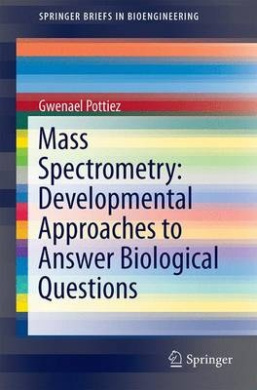 SPRINGER BRIEFS IN BIOENGINEERING
Gwenael Pottiez
Mass
Spectrometry:
Developmental
Approaches to
Answer Biological
Questions
Springer